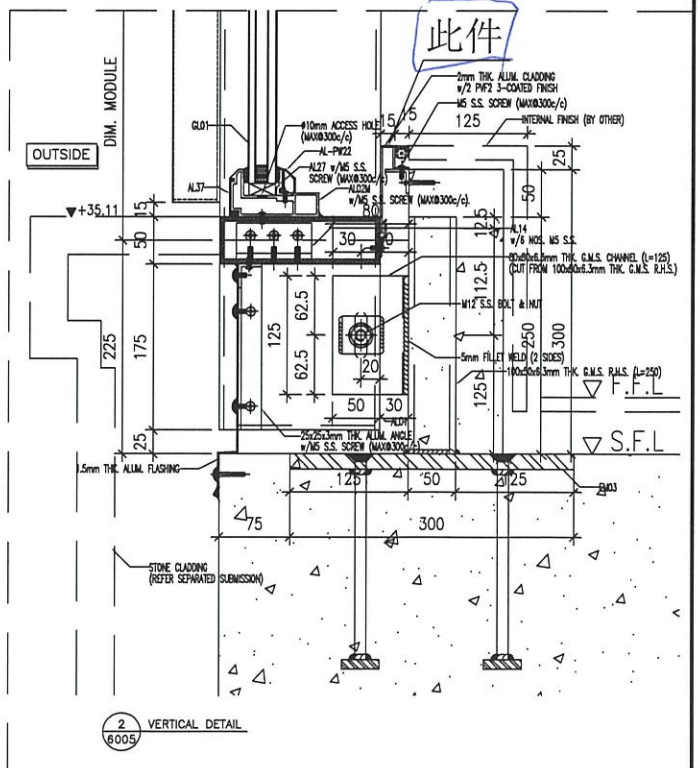 此件
2mm THK. ALUM. CLADDING
w/2 PVF2 3-COATED FINISH
M5 S.S. SCREW (MAX@300c/c)
15
5
125
INTERNAL FINISH (BY OTHER)
DIM. MODULE
GL01
ø10mm ACCESS HOLE
(MAX@300c/c)
AL-PW22
OUTSIDE
AL27 w/M5 S.S.
SCREW (MAX@300c/c)
AL37
AL02M
w/M5 S.S. SCREW (MAX@300c/c)
25
50
+35.11
15
50
8
30
12.5
AL14
w/6 NOS. M5 S.S.
80x80x6.3mm THK. G.M.S. CHANNEL (L=125)
(CUT FROM 100x80x6.3mm THK. G.M.S. R.H.S.)
62.5
125
62.5
112.5
M12 S.S. BOLT & NUT
225
175
250
300
5mm FILLET WELD (2 SIDES)
20
100x50x6.3mm THK. G.M.S. R.H.S. (L=250)
125
F.F.L
50
30
25x25x3mm THK. ALUM. ANGLE
w/M5 S.S. SCREW (MAX@300c/c)
25
S.F.L
1.5mm THK. ALUM. FLASHING
125
50
125
EM03
75
300
STONE CLADDING
(REFER SEPARATED SUBMISSION)
2
6005
VERTICAL DETAIL